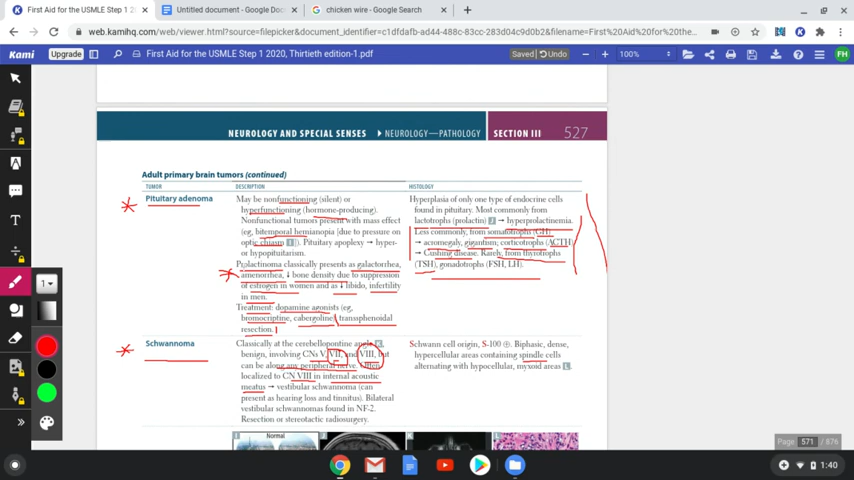 First Aid for the USMLE Step 1 2
Untitled document - Google Doc
chicken wire - Google Search
web.kamihq.com/web/viewer.html?source=filepicker&document_identifier=c1dfdafb-ad44-488c-83cc-283d04c9d0b2&filename=First%20Aid%20for%20the...
Kami
Upgrade
First Aid for the USMLE Step 1 2020, Thirtieth edition-1.pdf
Saved
Undo
100%
FH
NEUROLOGY AND SPECIAL SENSES ▶ NEUROLOGY—PATHOLOGY SECTION III 527
Adult primary brain tumors (continued)
TUMOR DESCRIPTION HISTOLOGY
Pituitary adenoma
May be nonfunctioning (silent) or
hyperfunctioning (hormone-producing).
Nonfunctional tumors present with mass effect
(eg, bitemporal hemianopia [due to pressure on
optic chiasm I]). Pituitary apoplexy → hyper-
or hypopituitarism.
Prolactinoma classically presents as galactorrhea,
amenorrhea, ↓ bone density due to suppression
of estrogen in women and as ↓ libido, infertility
in men.
Treatment: dopamine agonists (eg,
bromocriptine, cabergoline), transsphenoidal
resection.
Hyperplasia of only one type of endocrine cells
found in pituitary. Most commonly from
lactotrophs (prolactin) J → hyperprolactinemia.
Less commonly, from somatotrophs (GH)
→ acromegaly, gigantism; corticotrophs (ACTH)
→ Cushing disease. Rarely, from thyrotrophs
(TSH), gonadotrophs (FSH, LH).
Schwannoma
Classically at the cerebellopontine angle K,
benign, involving CNs V, VII, and VIII, but
can be along any peripheral nerve. Often
localized to CN VIII in internal acoustic
meatus → vestibular schwannoma (can
present as hearing loss and tinnitus). Bilateral
vestibular schwannomas found in NF-2.
Resection or stereotactic radiosurgery.
Schwann cell origin, S-100 ⊕. Biphasic, dense,
hypercellular areas containing spindle cells
alternating with hypocellular, myxoid areas L.
I Normal
K
L
T
1
Page 571 / 876
1:40